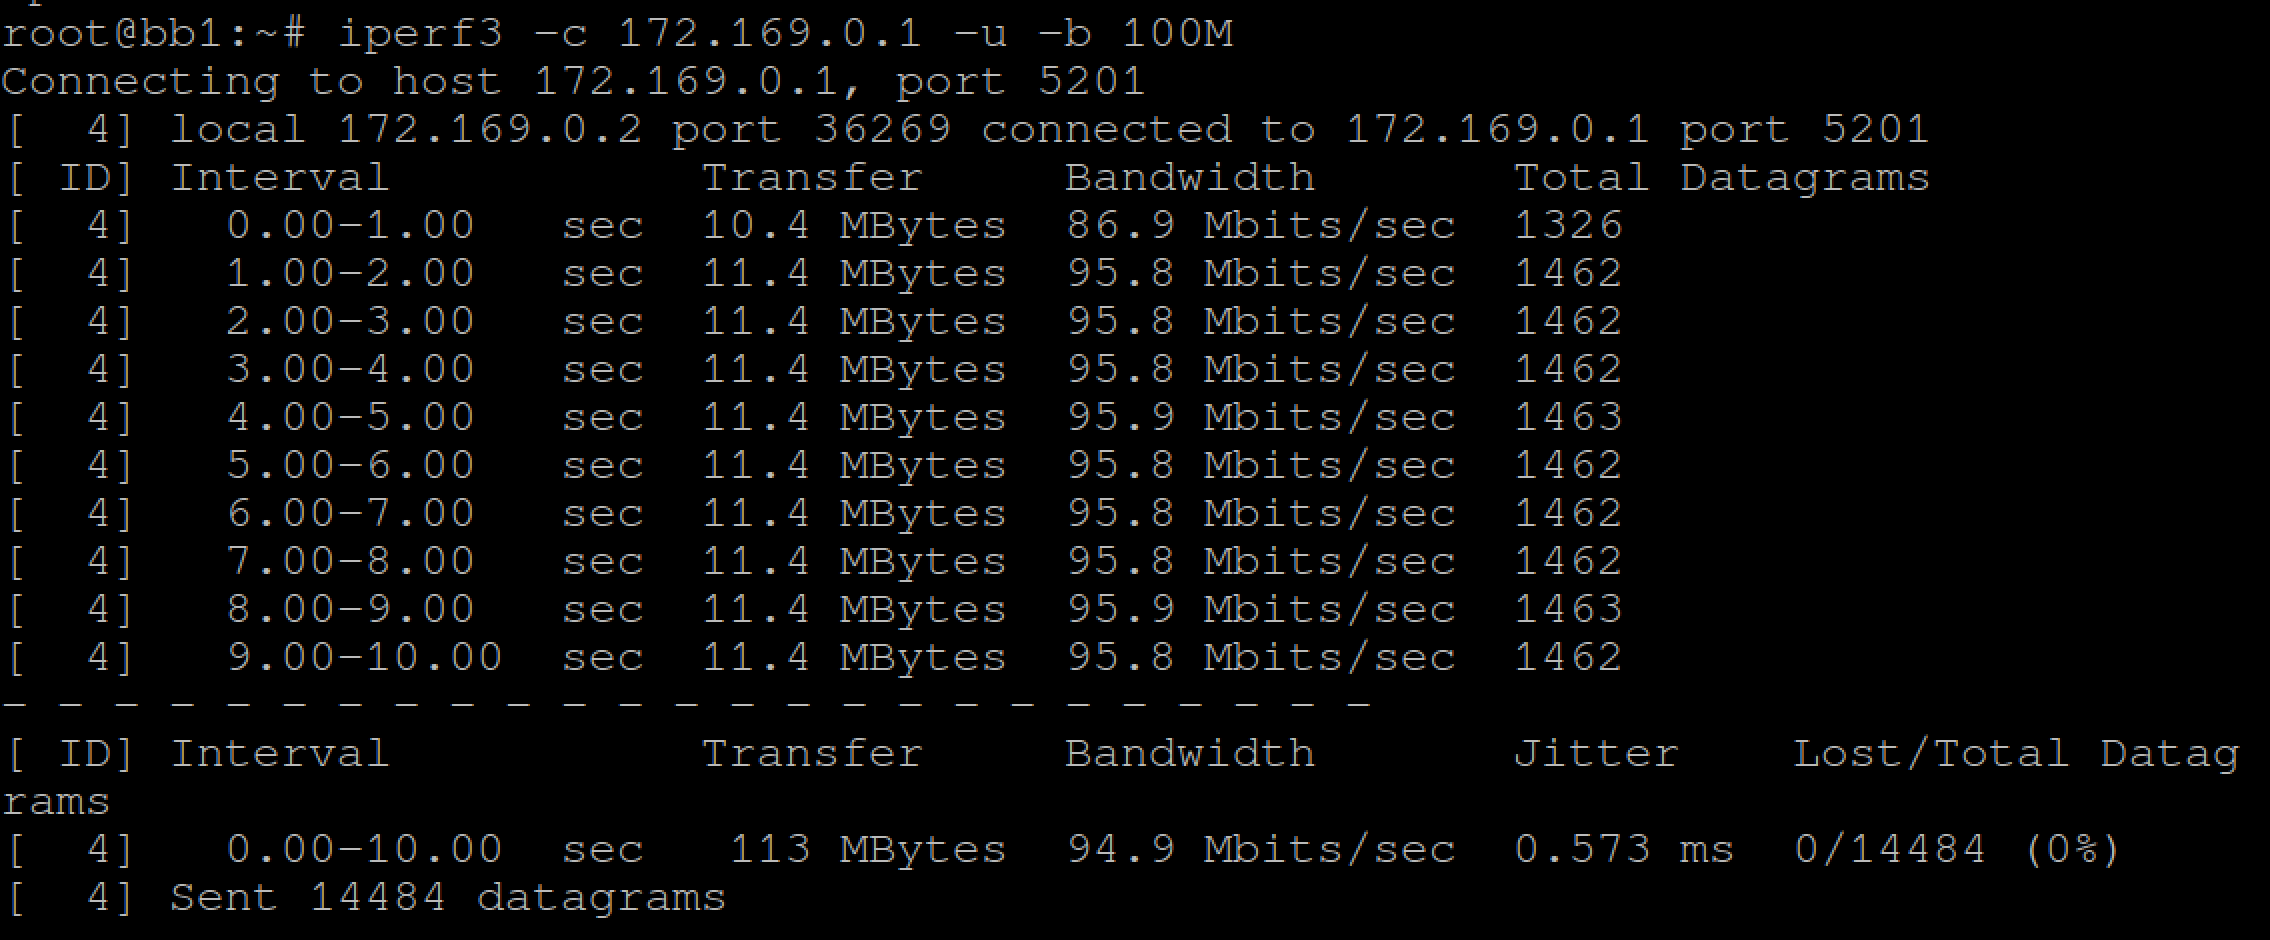 root@bb1:~# iperf3 -c 172.169.0.1 -u -b 100M
Connecting to host 172.169.0.1, port 5201
[  4] local 172.169.0.2 port 36269 connected to 172.169.0.1 port 5201
[ ID] Interval           Transfer     Bandwidth       Total Datagrams
[  4]   0.00-1.00   sec  10.4 MBytes  86.9 Mbits/sec  1326
[  4]   1.00-2.00   sec  11.4 MBytes  95.8 Mbits/sec  1462
[  4]   2.00-3.00   sec  11.4 MBytes  95.8 Mbits/sec  1462
[  4]   3.00-4.00   sec  11.4 MBytes  95.8 Mbits/sec  1462
[  4]   4.00-5.00   sec  11.4 MBytes  95.9 Mbits/sec  1463
[  4]   5.00-6.00   sec  11.4 MBytes  95.8 Mbits/sec  1462
[  4]   6.00-7.00   sec  11.4 MBytes  95.8 Mbits/sec  1462
[  4]   7.00-8.00   sec  11.4 MBytes  95.8 Mbits/sec  1462
[  4]   8.00-9.00   sec  11.4 MBytes  95.9 Mbits/sec  1463
[  4]   9.00-10.00  sec  11.4 MBytes  95.8 Mbits/sec  1462
- - - - - - - - - - - - - - - - - - - - - - - - -
[ ID] Interval           Transfer     Bandwidth       Jitter    Lost/Total Datag
rams
[  4]   0.00-10.00  sec   113 MBytes  94.9 Mbits/sec  0.573 ms  0/14484 (0%)
[  4] Sent 14484 datagrams